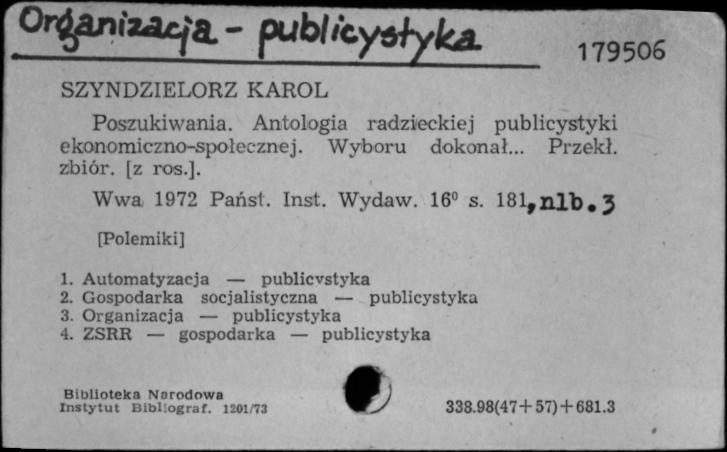 Organizacja - publicystyka
179506
SZYNDZIELORZ KAROL
Poszukiwania. Antologia radzieckiej publicystyki
ekonomiczno-społecznej. Wyboru dokonał... Przekł.
zbiór. [z ros.].
Wwa 1972 Państ. Inst. Wydaw. 16⁰ s. 181, nlb. 3
[Polemiki]
1. Automatyzacja — publicystyka
2. Gospodarka socjalistyczna — publicystyka
3. Organizacja — publicystyka
4. ZSRR — gospodarka — publicystyka
Biblioteka Narodowa
Instytut Bibliograf. 1201/73
338.98(47+57)+681.3